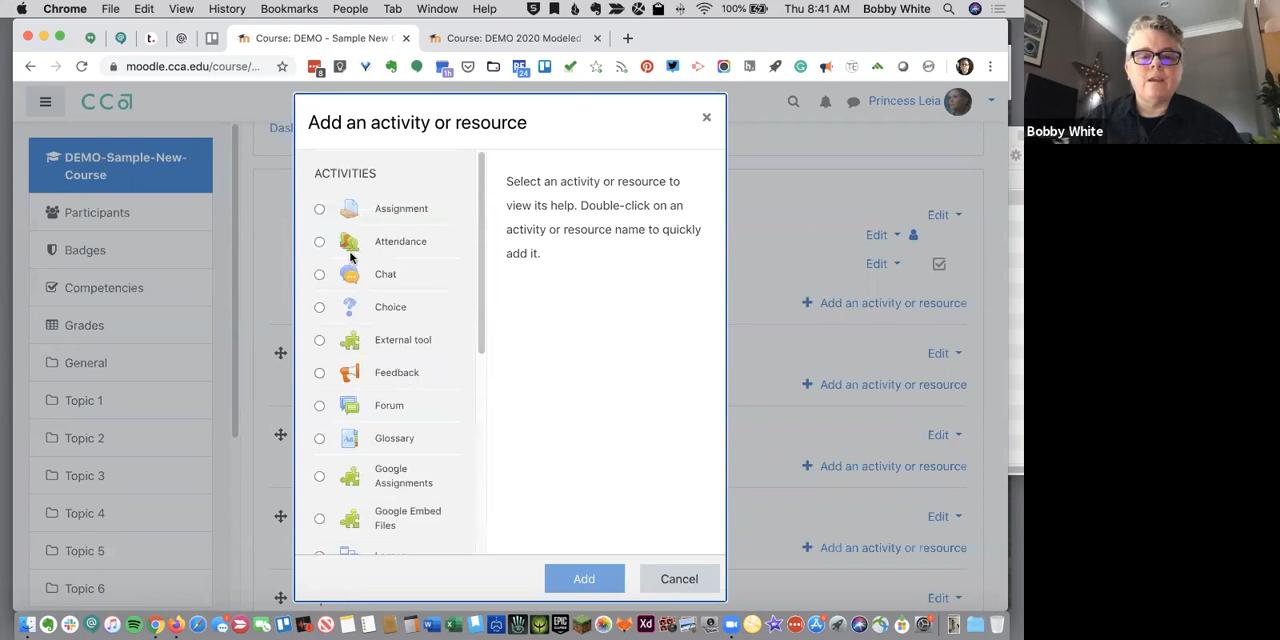 Chrome File Edit View History Bookmarks People Tab Window Help 100% Thu 8:41 AM Bobby White
Course: DEMO - Sample New C
Course: DEMO 2020 Modeled
moodle.cca.edu/course/...
CCa
Princess Leia
Bobby White
Dasl
Add an activity or resource
DEMO-Sample-New-
Course
Participants
Badges
Competencies
Grades
General
Topic 1
Topic 2
Topic 3
Topic 4
Topic 5
Topic 6
ACTIVITIES
Assignment
Attendance
Chat
Choice
External tool
Feedback
Forum
Glossary
Google
Assignments
Google Embed
Files
Select an activity or resource to
view its help. Double-click on an
activity or resource name to quickly
add it.
Add
Cancel
Edit
Edit
Edit
Add an activity or resource
Edit
Add an activity or resource
Edit
Add an activity or resource
Edit
Add an activity or resource
Edit